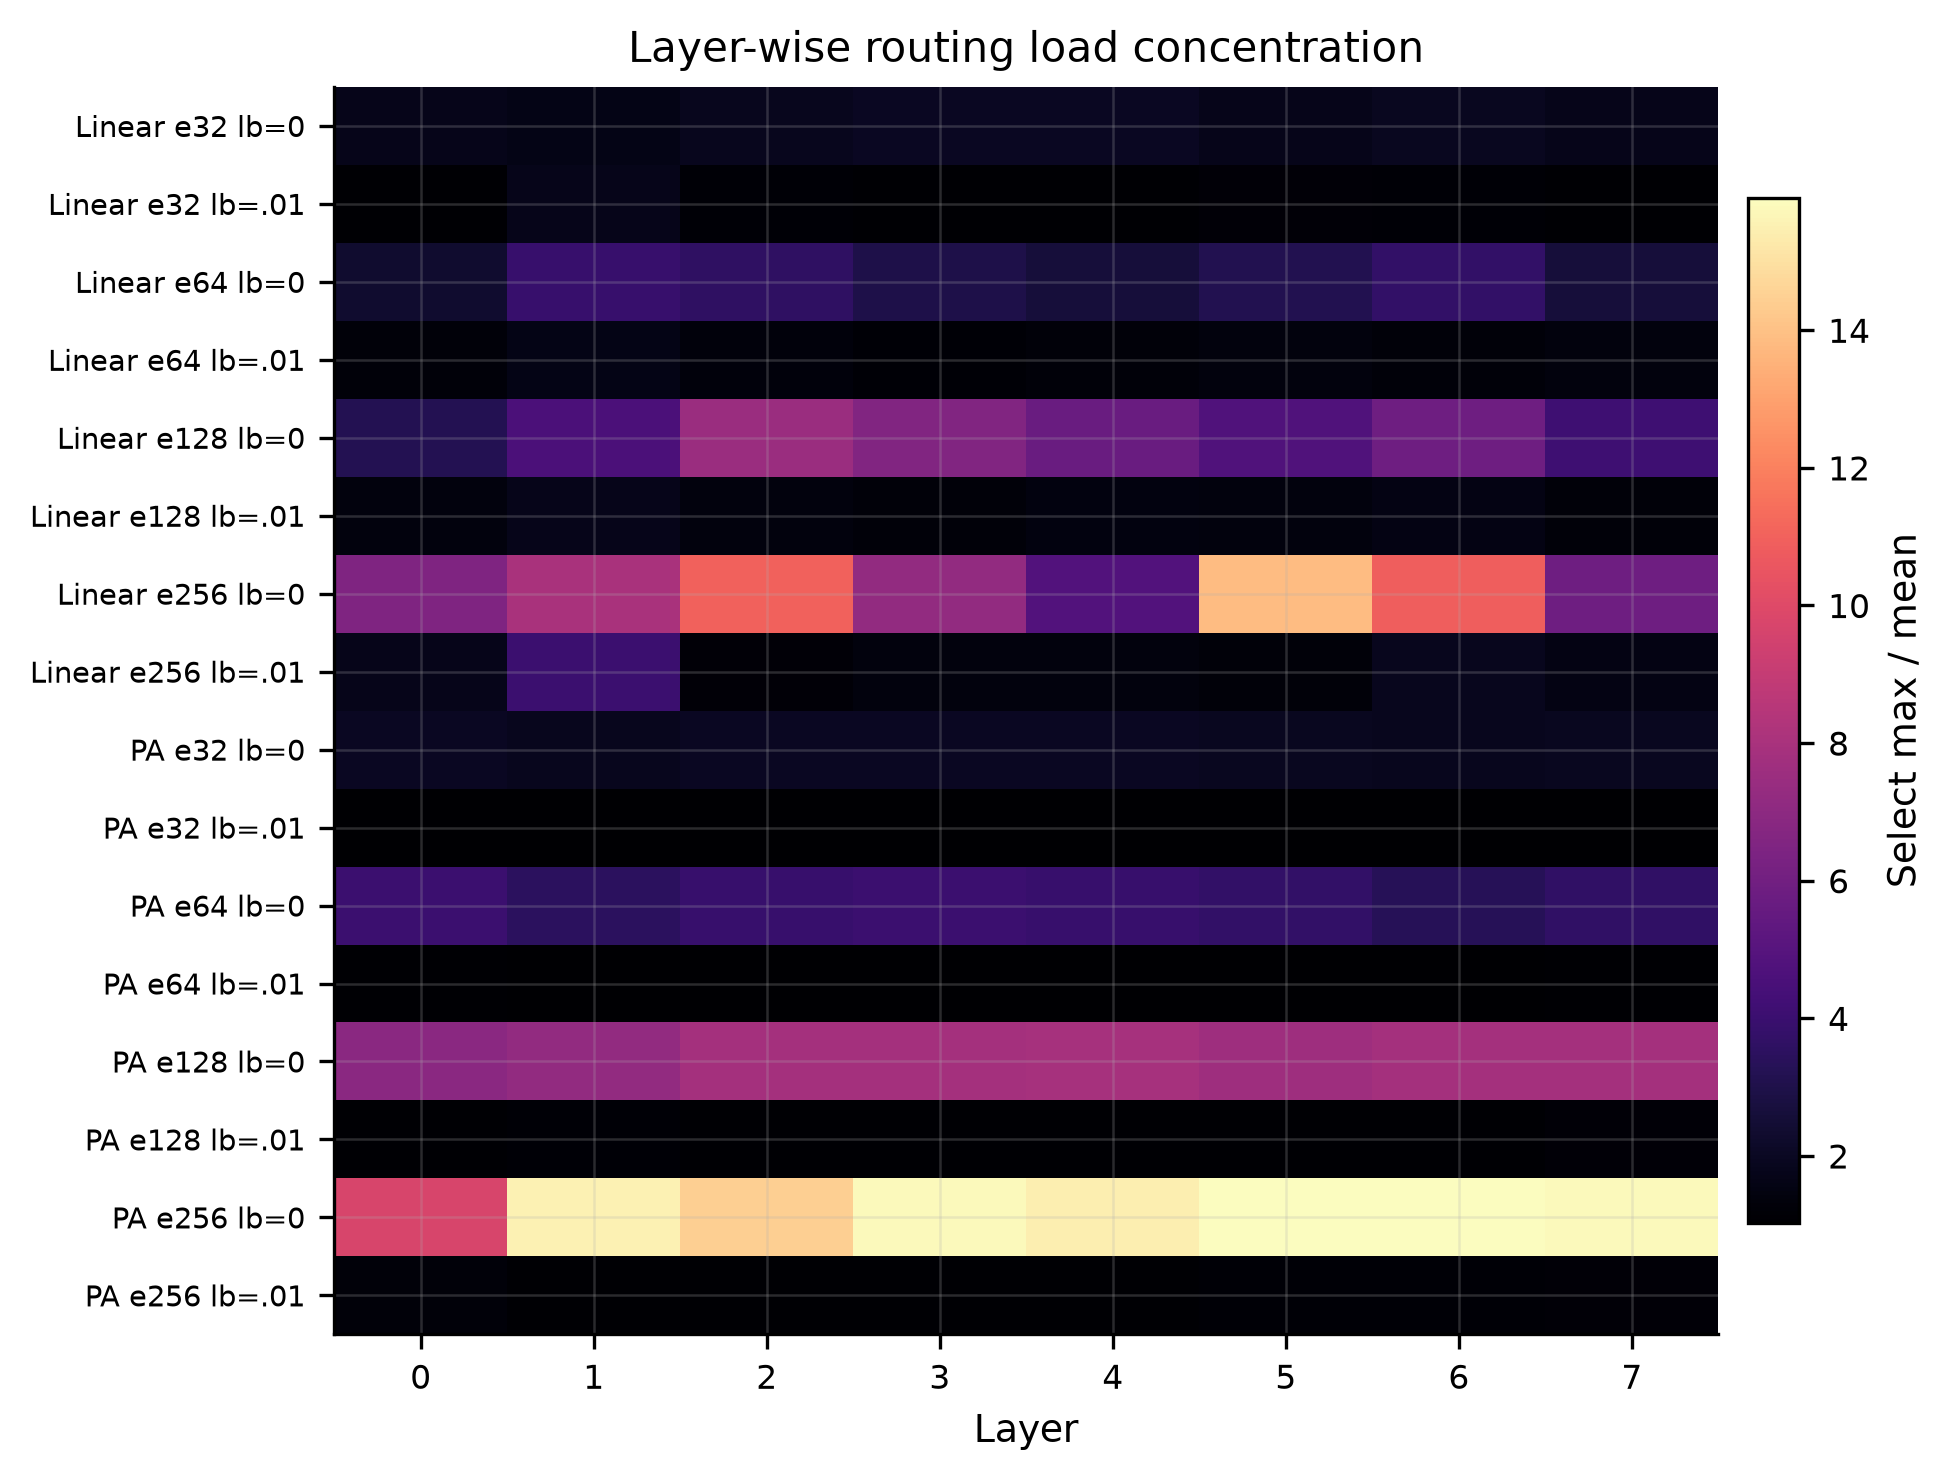 Layer-wise routing load concentration
Linear e32 lb=0
Linear e32 lb=.01
Linear e64 lb=0
Linear e64 lb=.01
Linear e128 lb=0
Linear e128 lb=.01
Linear e256 lb=0
Linear e256 lb=.01
PA e32 lb=0
PA e32 lb=.01
PA e64 lb=0
PA e64 lb=.01
PA e128 lb=0
PA e128 lb=.01
PA e256 lb=0
PA e256 lb=.01
0 1 2 3 4 5 6 7
Layer
14
12
10
8
6
4
2
Select max / mean